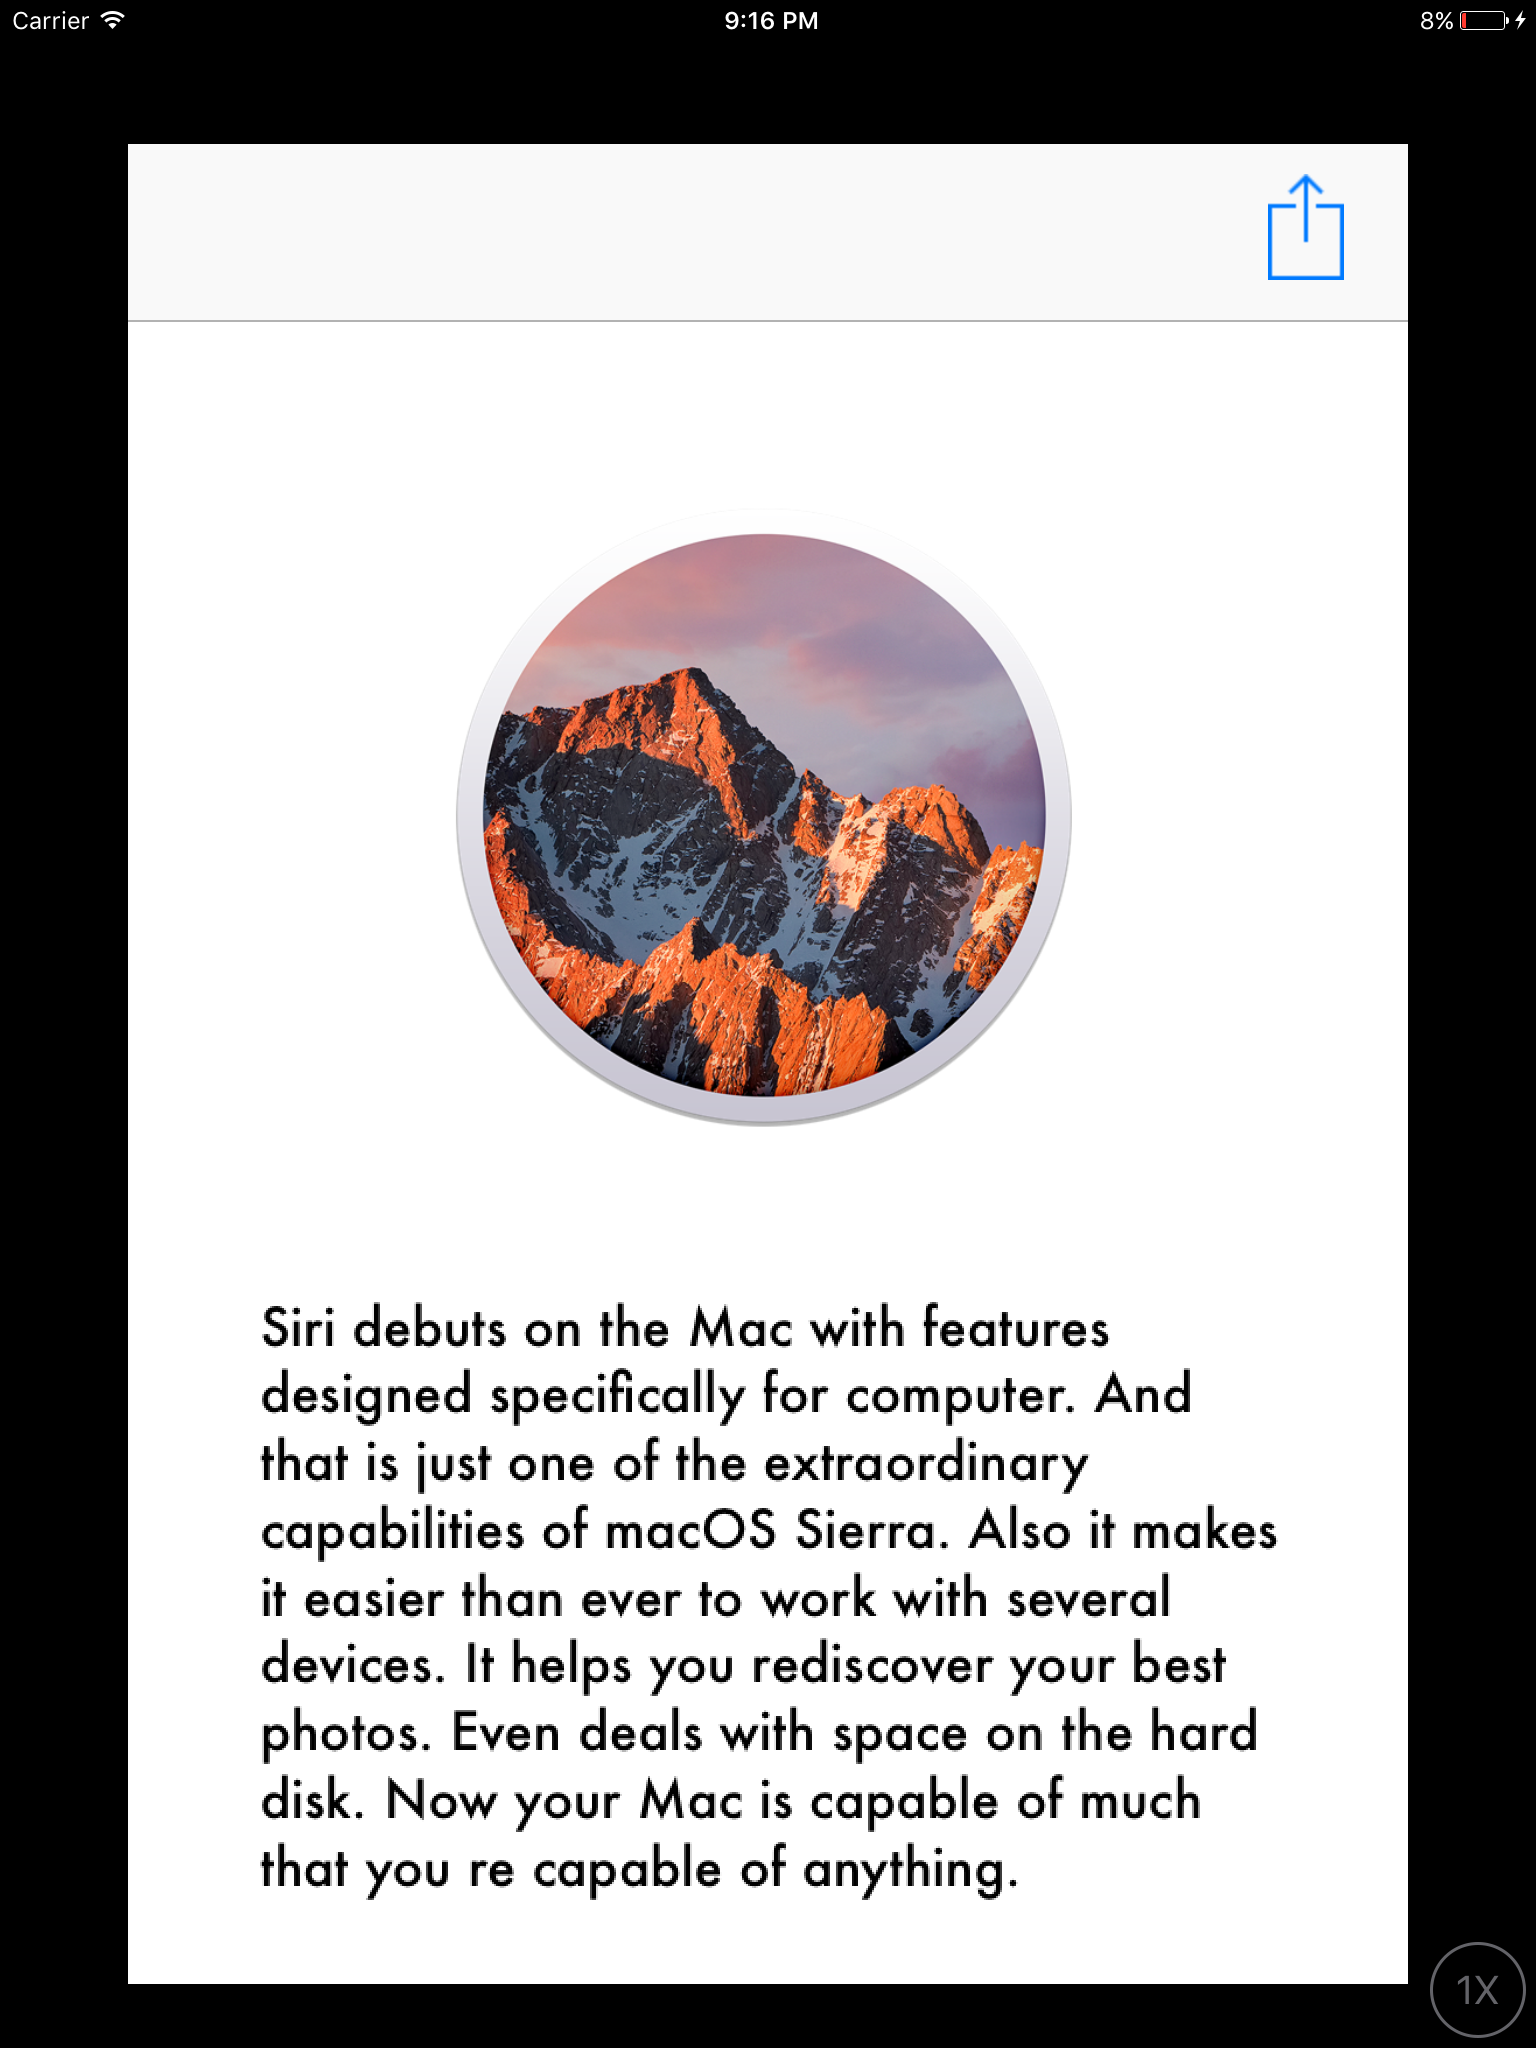 Carrier 9:16 PM 8%
Siri debuts on the Mac with features
designed specifically for computer. And
that is just one of the extraordinary
capabilities of macOS Sierra. Also it makes
it easier than ever to work with several
devices. It helps you rediscover your best
photos. Even deals with space on the hard
disk. Now your Mac is capable of much
that you re capable of anything.
1X